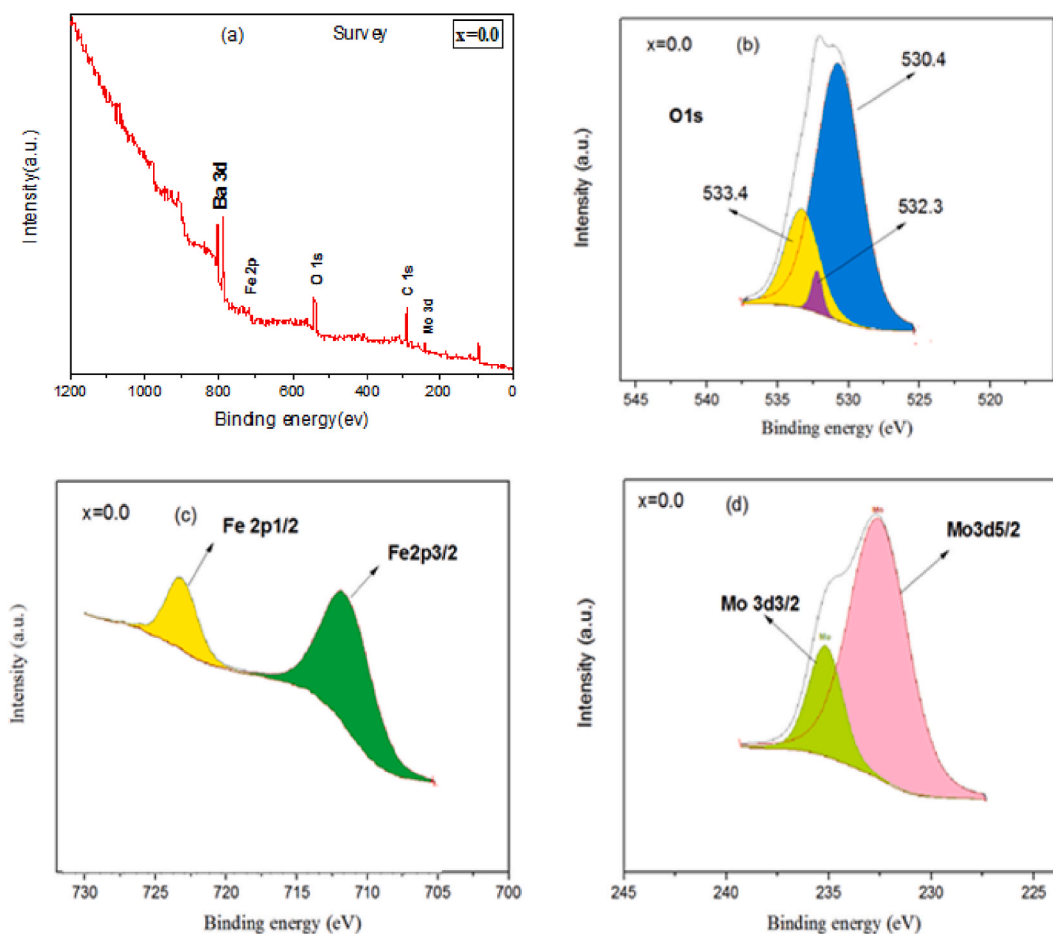 (a) Survey x=0.0
Ba 3d
Fe 2p
O 1s
C 1s
Mo 3d
Intensity(a.u.)
1200 1000 800 600 400 200 0
Binding energy(ev)
x=0.0 (b)
530.4
O1s
533.4
532.3
Intensity (a.u.)
545 540 535 530 525 520
Binding energy (eV)
x=0.0 (c)
Fe 2p1/2
Fe2p3/2
Intensity (a.u.)
730 725 720 715 710 705 700
Binding energy (eV)
x=0.0 (d)
Mo
Mo3d5/2
Mo 3d3/2
Mo
Intensity (a.u.)
245 240 235 230 225
Binding energy (eV)